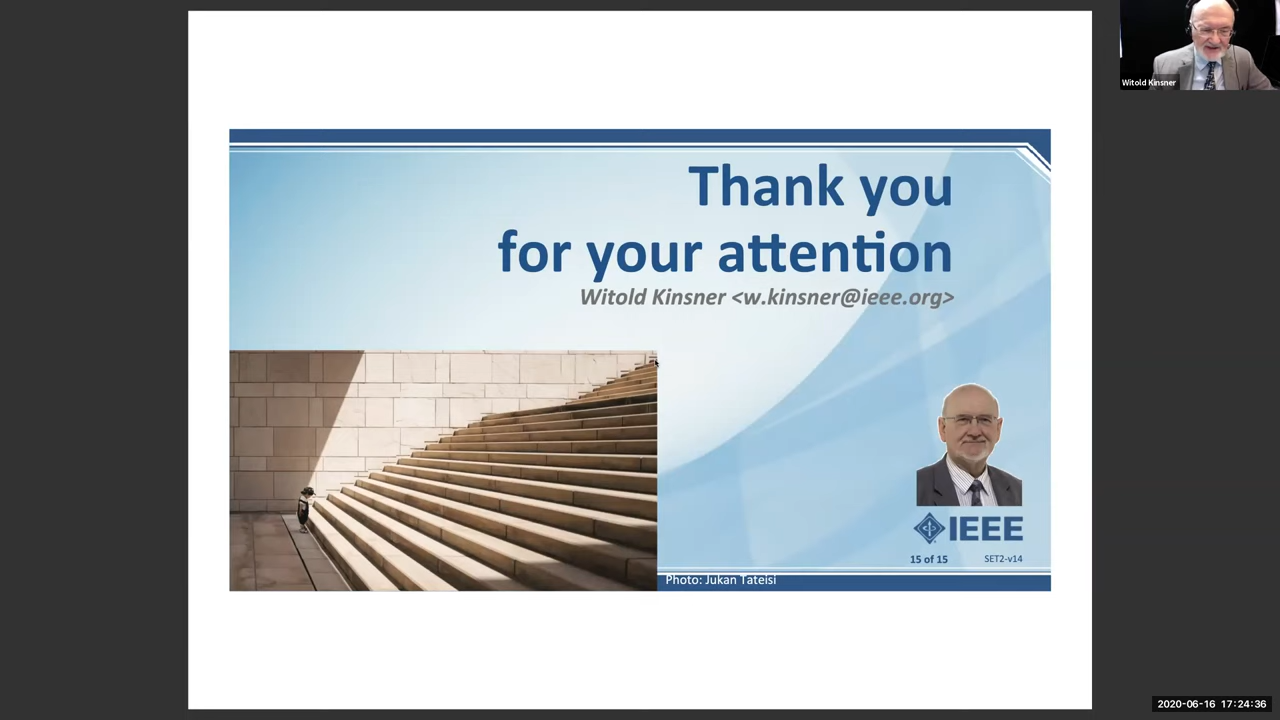 Witold Kinsner
Thank you
for your attention
Witold Kinsner <w.kinsner@ieee.org>
IEEE
15 of 15 SET2-v14
Photo: Jukan Tateisi
2020-06-16 17:24:36